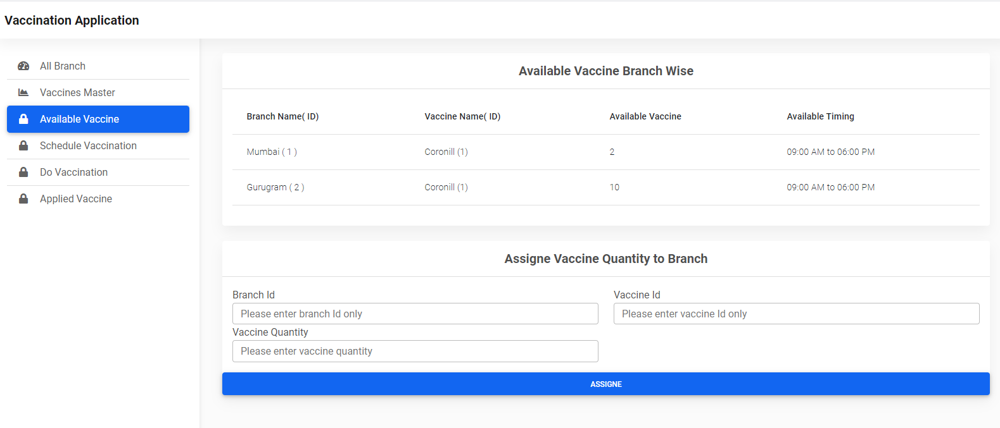 Vaccination Application
All Branch
Vaccines Master
Available Vaccine
Schedule Vaccination
Do Vaccination
Applied Vaccine
Available Vaccine Branch Wise
Branch Name( ID) Vaccine Name( ID) Available Vaccine Available Timing
Mumbai ( 1 ) Coronill (1) 2 09:00 AM to 06:00 PM
Gurugram ( 2 ) Coronill (1) 10 09:00 AM to 06:00 PM
Assigne Vaccine Quantity to Branch
Branch Id Vaccine Id
Please enter branch Id only Please enter vaccine Id only
Vaccine Quantity
Please enter vaccine quantity
ASSIGNE